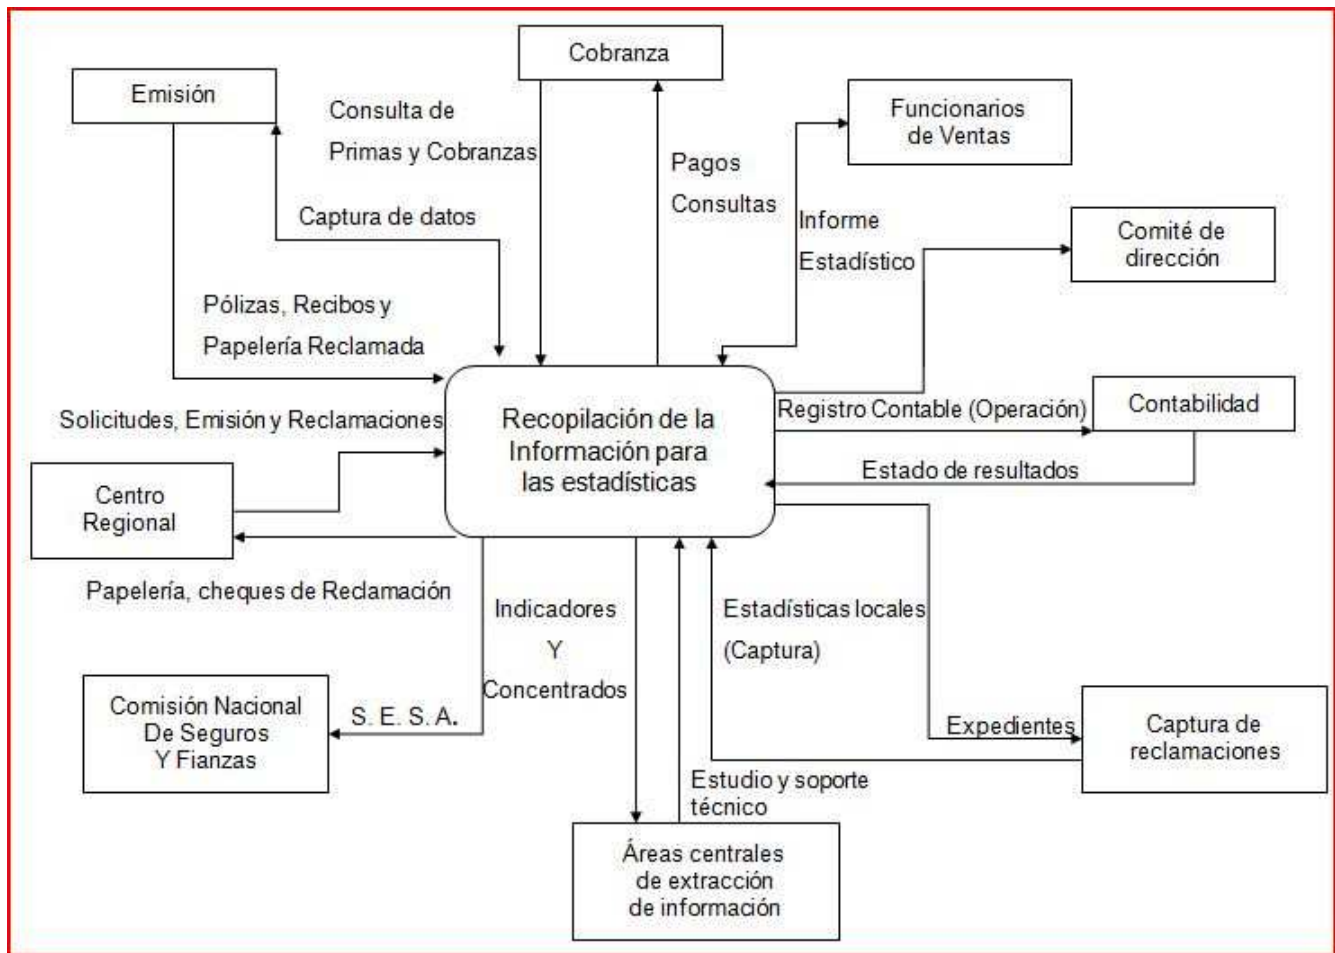 Cobranza
Emisión
Consulta de
Primas y Cobranzas
Funcionarios
de Ventas
Pagos
Consultas
Captura de datos
Informe
Estadístico
Comité de
dirección
Pólizas, Recibos y
Papelería Reclamada
Solicitudes, Emisión y Reclamaciones
Recopilación de la
Información para
las estadísticas
Registro Contable (Operación)
Contabilidad
Estado de resultados
Centro
Regional
Papelería, cheques de Reclamación
Indicadores
Y
Concentrados
Estadísticas locales
(Captura)
Comisión Nacional
De Seguros
Y Fianzas
S. E. S. A.
Expedientes
Captura de
reclamaciones
Estudio y soporte
técnico
Áreas centrales
de extracción
de información